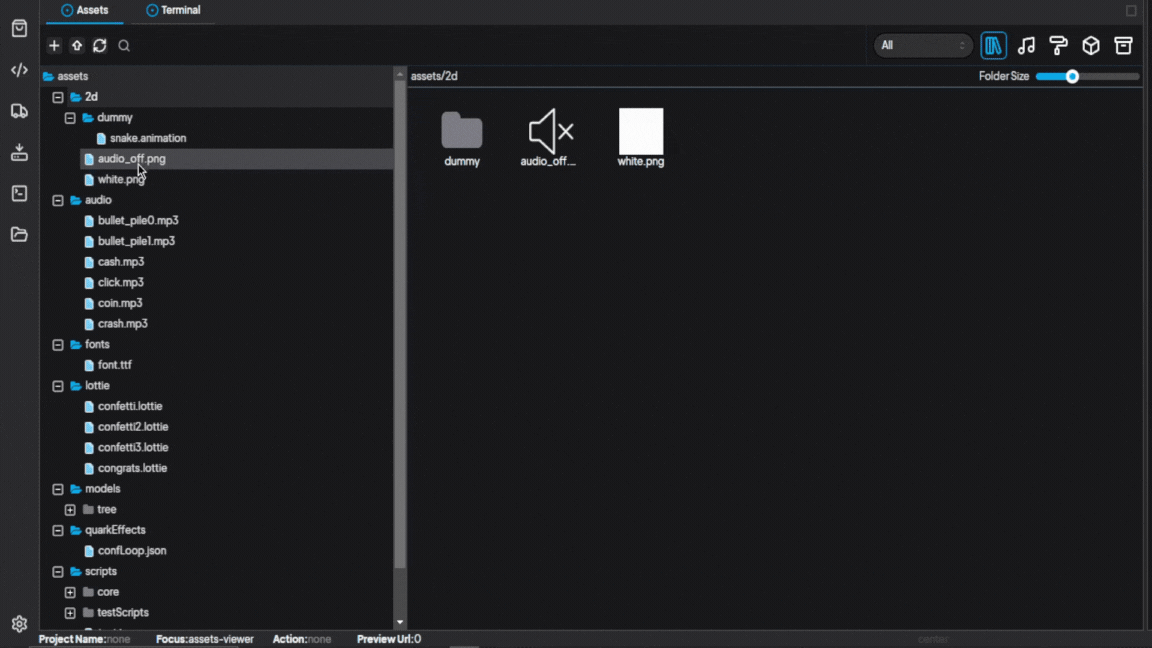 Assets Terminal
All
assets
assets/2d
Folder Size
2d
dummy
snake.animation
audio_off.png
white.png
audio
bullet_pile0.mp3
bullet_pile1.mp3
cash.mp3
click.mp3
coin.mp3
crash.mp3
fonts
font.ttf
lottie
confetti.lottie
confetti2.lottie
confetti3.lottie
congrats.lottie
models
tree
quarkEffects
confLoop.json
scripts
core
testScripts
dummy audio_off.... white.png
Project Name:none Focus:assets-viewer Action:none Preview Url:0 center